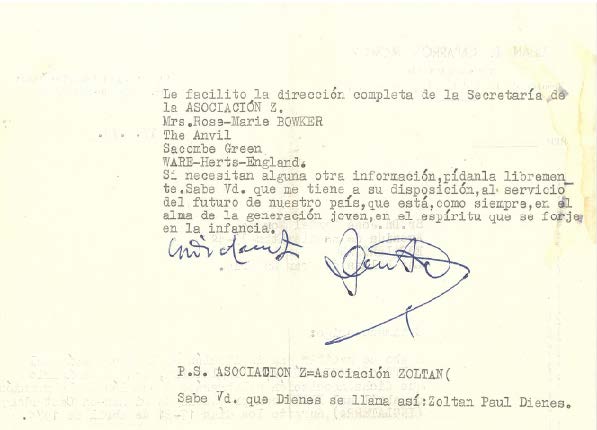 Le facilito la dirección completa de la Secretaría de
la ASOCIACIÓN Z.
Mrs.Rose-Marie BOWKER
The Anvil
Sacombe Green
WARE-Herts-England.
Si necesitan alguna otra información,pídanla libremen-
te.Sabe Vd. que me tiene a su disposición,al servicio
del futuro de nuestro país,que está,como siempre,en el
alma de la generación joven,en el espíritu que se forje
en la infancia.
P.S. ASOCIACION Z=Asociación ZOLTAN(
Sabe Vd. que Dienes se llama así:Zoltan Paul Dienes.